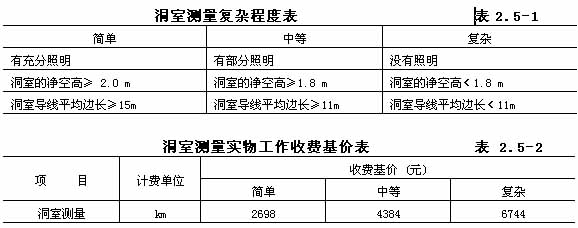 洞室测量复杂程度表 表 2.5-1
简单 中等 复杂
有充分照明 有部分照明 没有照明
洞室的净空高≥ 2.0 m 洞室的净空高≥1.8 m 洞室的净空高<1.8 m
洞室导线平均边长≥15m 洞室导线平均边长≥11m 洞室导线平均边长<11m
洞室测量实物工作收费基价表 表 2.5-2
项 目 计费单位 收费基价 (元)
简单 中等 复杂
洞室测量 km 2698 4384 6744